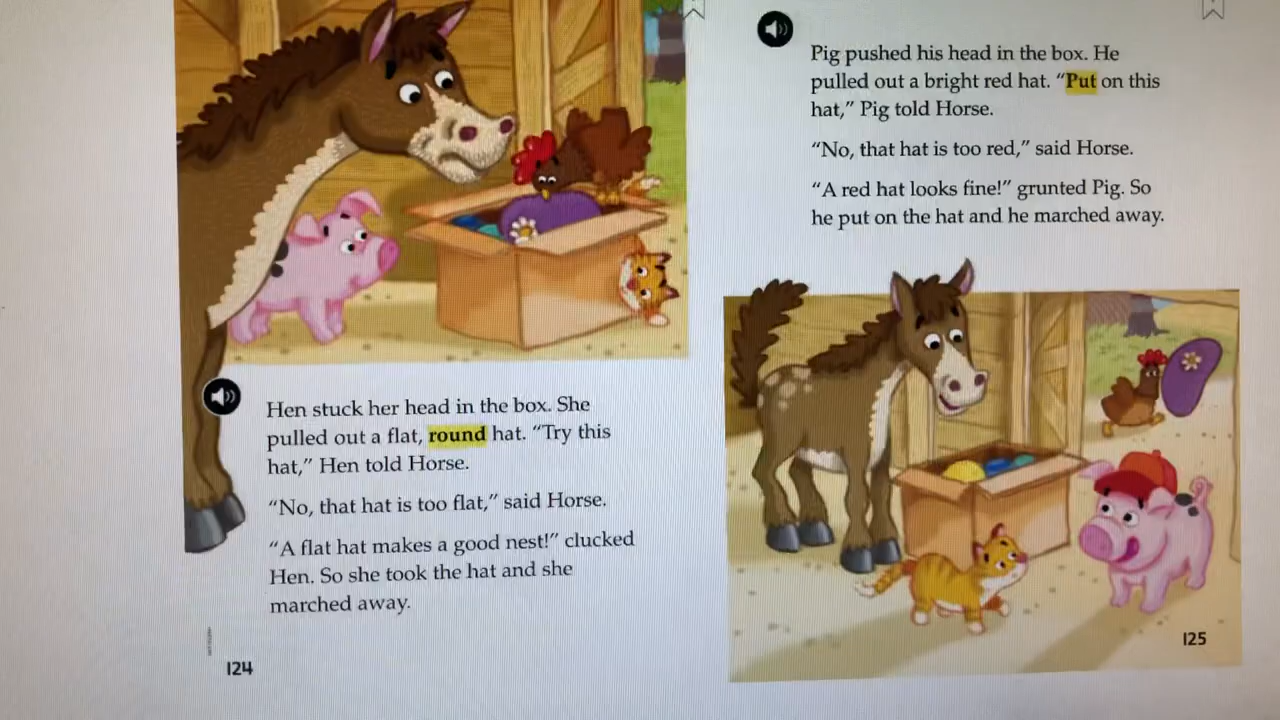 Hen stuck her head in the box. She
pulled out a flat, round hat. “Try this
hat,” Hen told Horse.
“No, that hat is too flat,” said Horse.
“A flat hat makes a good nest!” clucked
Hen. So she took the hat and she
marched away.
124
Pig pushed his head in the box. He
pulled out a bright red hat. “Put on this
hat,” Pig told Horse.
“No, that hat is too red,” said Horse.
“A red hat looks fine!” grunted Pig. So
he put on the hat and he marched away.
125